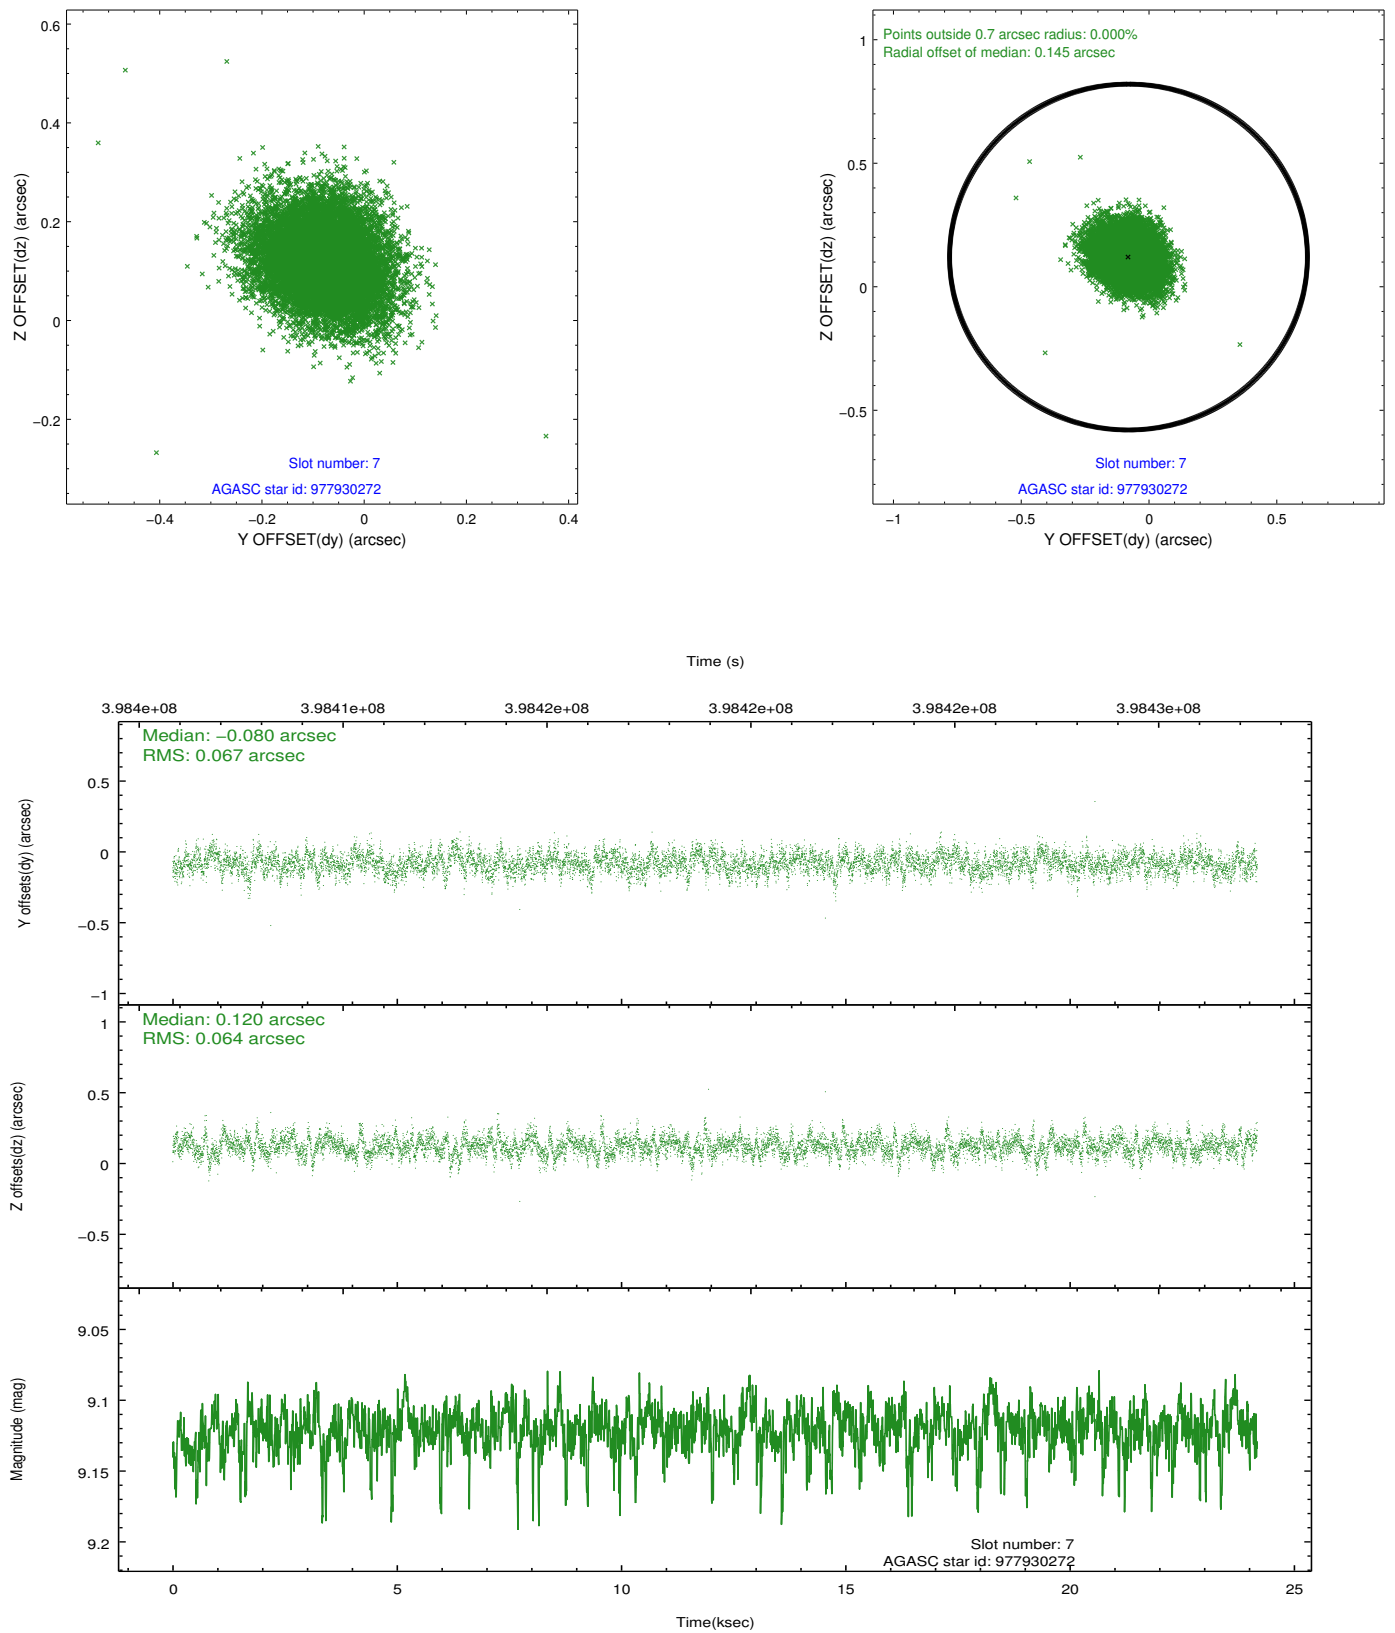 0.6
0.4
0.2
0
−0.2
Z OFFSET(dz) (arcsec)
Slot number: 7
AGASC star id: 977930272
−0.4 −0.2 0 0.2 0.4
Y OFFSET(dy) (arcsec)
Points outside 0.7 arcsec radius: 0.000%
Radial offset of median: 0.145 arcsec
1
0.5
0
−0.5
Z OFFSET(dz) (arcsec)
Slot number: 7
AGASC star id: 977930272
−1 −0.5 0 0.5
Y OFFSET(dy) (arcsec)
Time (s)
3.984e+08 3.9841e+08 3.9842e+08 3.9842e+08 3.9842e+08 3.9843e+08
Median: −0.080 arcsec
RMS: 0.067 arcsec
0.5
0
−0.5
−1
Y offsets(dy) (arcsec)
Median: 0.120 arcsec
RMS: 0.064 arcsec
1
0.5
0
−0.5
Z offsets(dz) (arcsec)
9.05
9.1
9.15
9.2
Magnitude (mag)
Slot number: 7
AGASC star id: 977930272
0 5 10 15 20 25
Time(ksec)